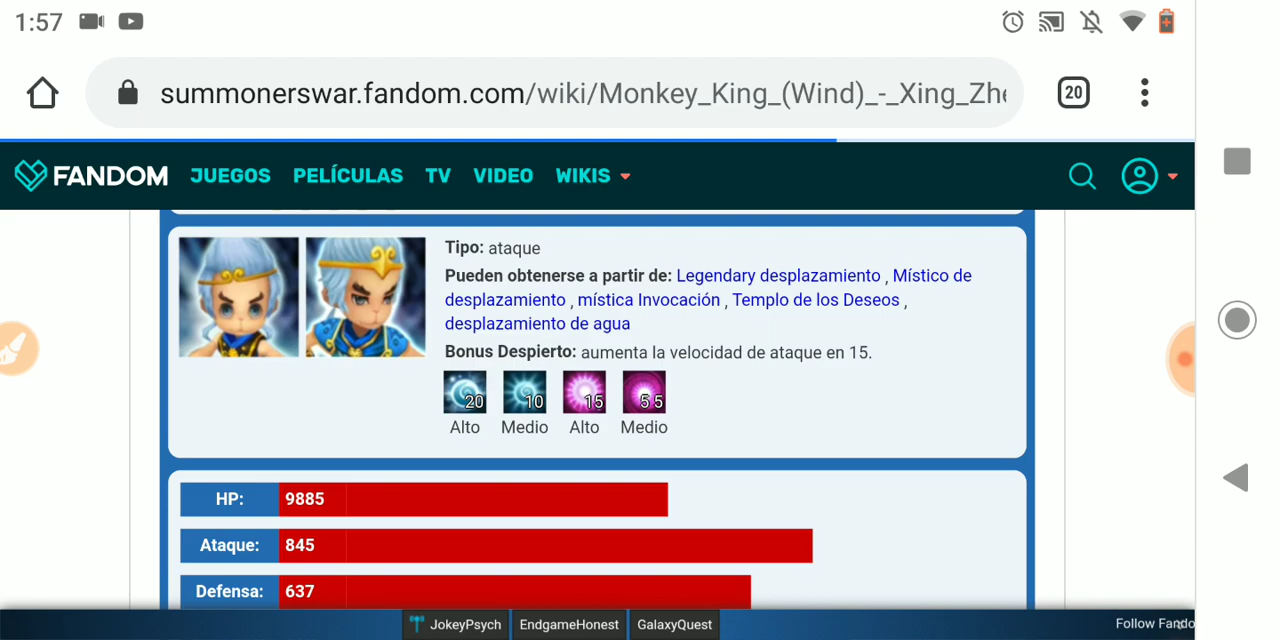 1:57
summonerswar.fandom.com/wiki/Monkey_King_(Wind)_-_Xing_Zhe
20
FANDOM JUEGOS PELÍCULAS TV VIDEO WIKIS
Tipo: ataque
Pueden obtenerse a partir de: Legendary desplazamiento , Místico de
desplazamiento , mística Invocación , Templo de los Deseos ,
desplazamiento de agua
Bonus Despierto: aumenta la velocidad de ataque en 15.
20 10 15 5 5
Alto Medio Alto Medio
HP: 9885
Ataque: 845
Defensa: 637
JokeyPsych EndgameHonest GalaxyQuest Follow Fando